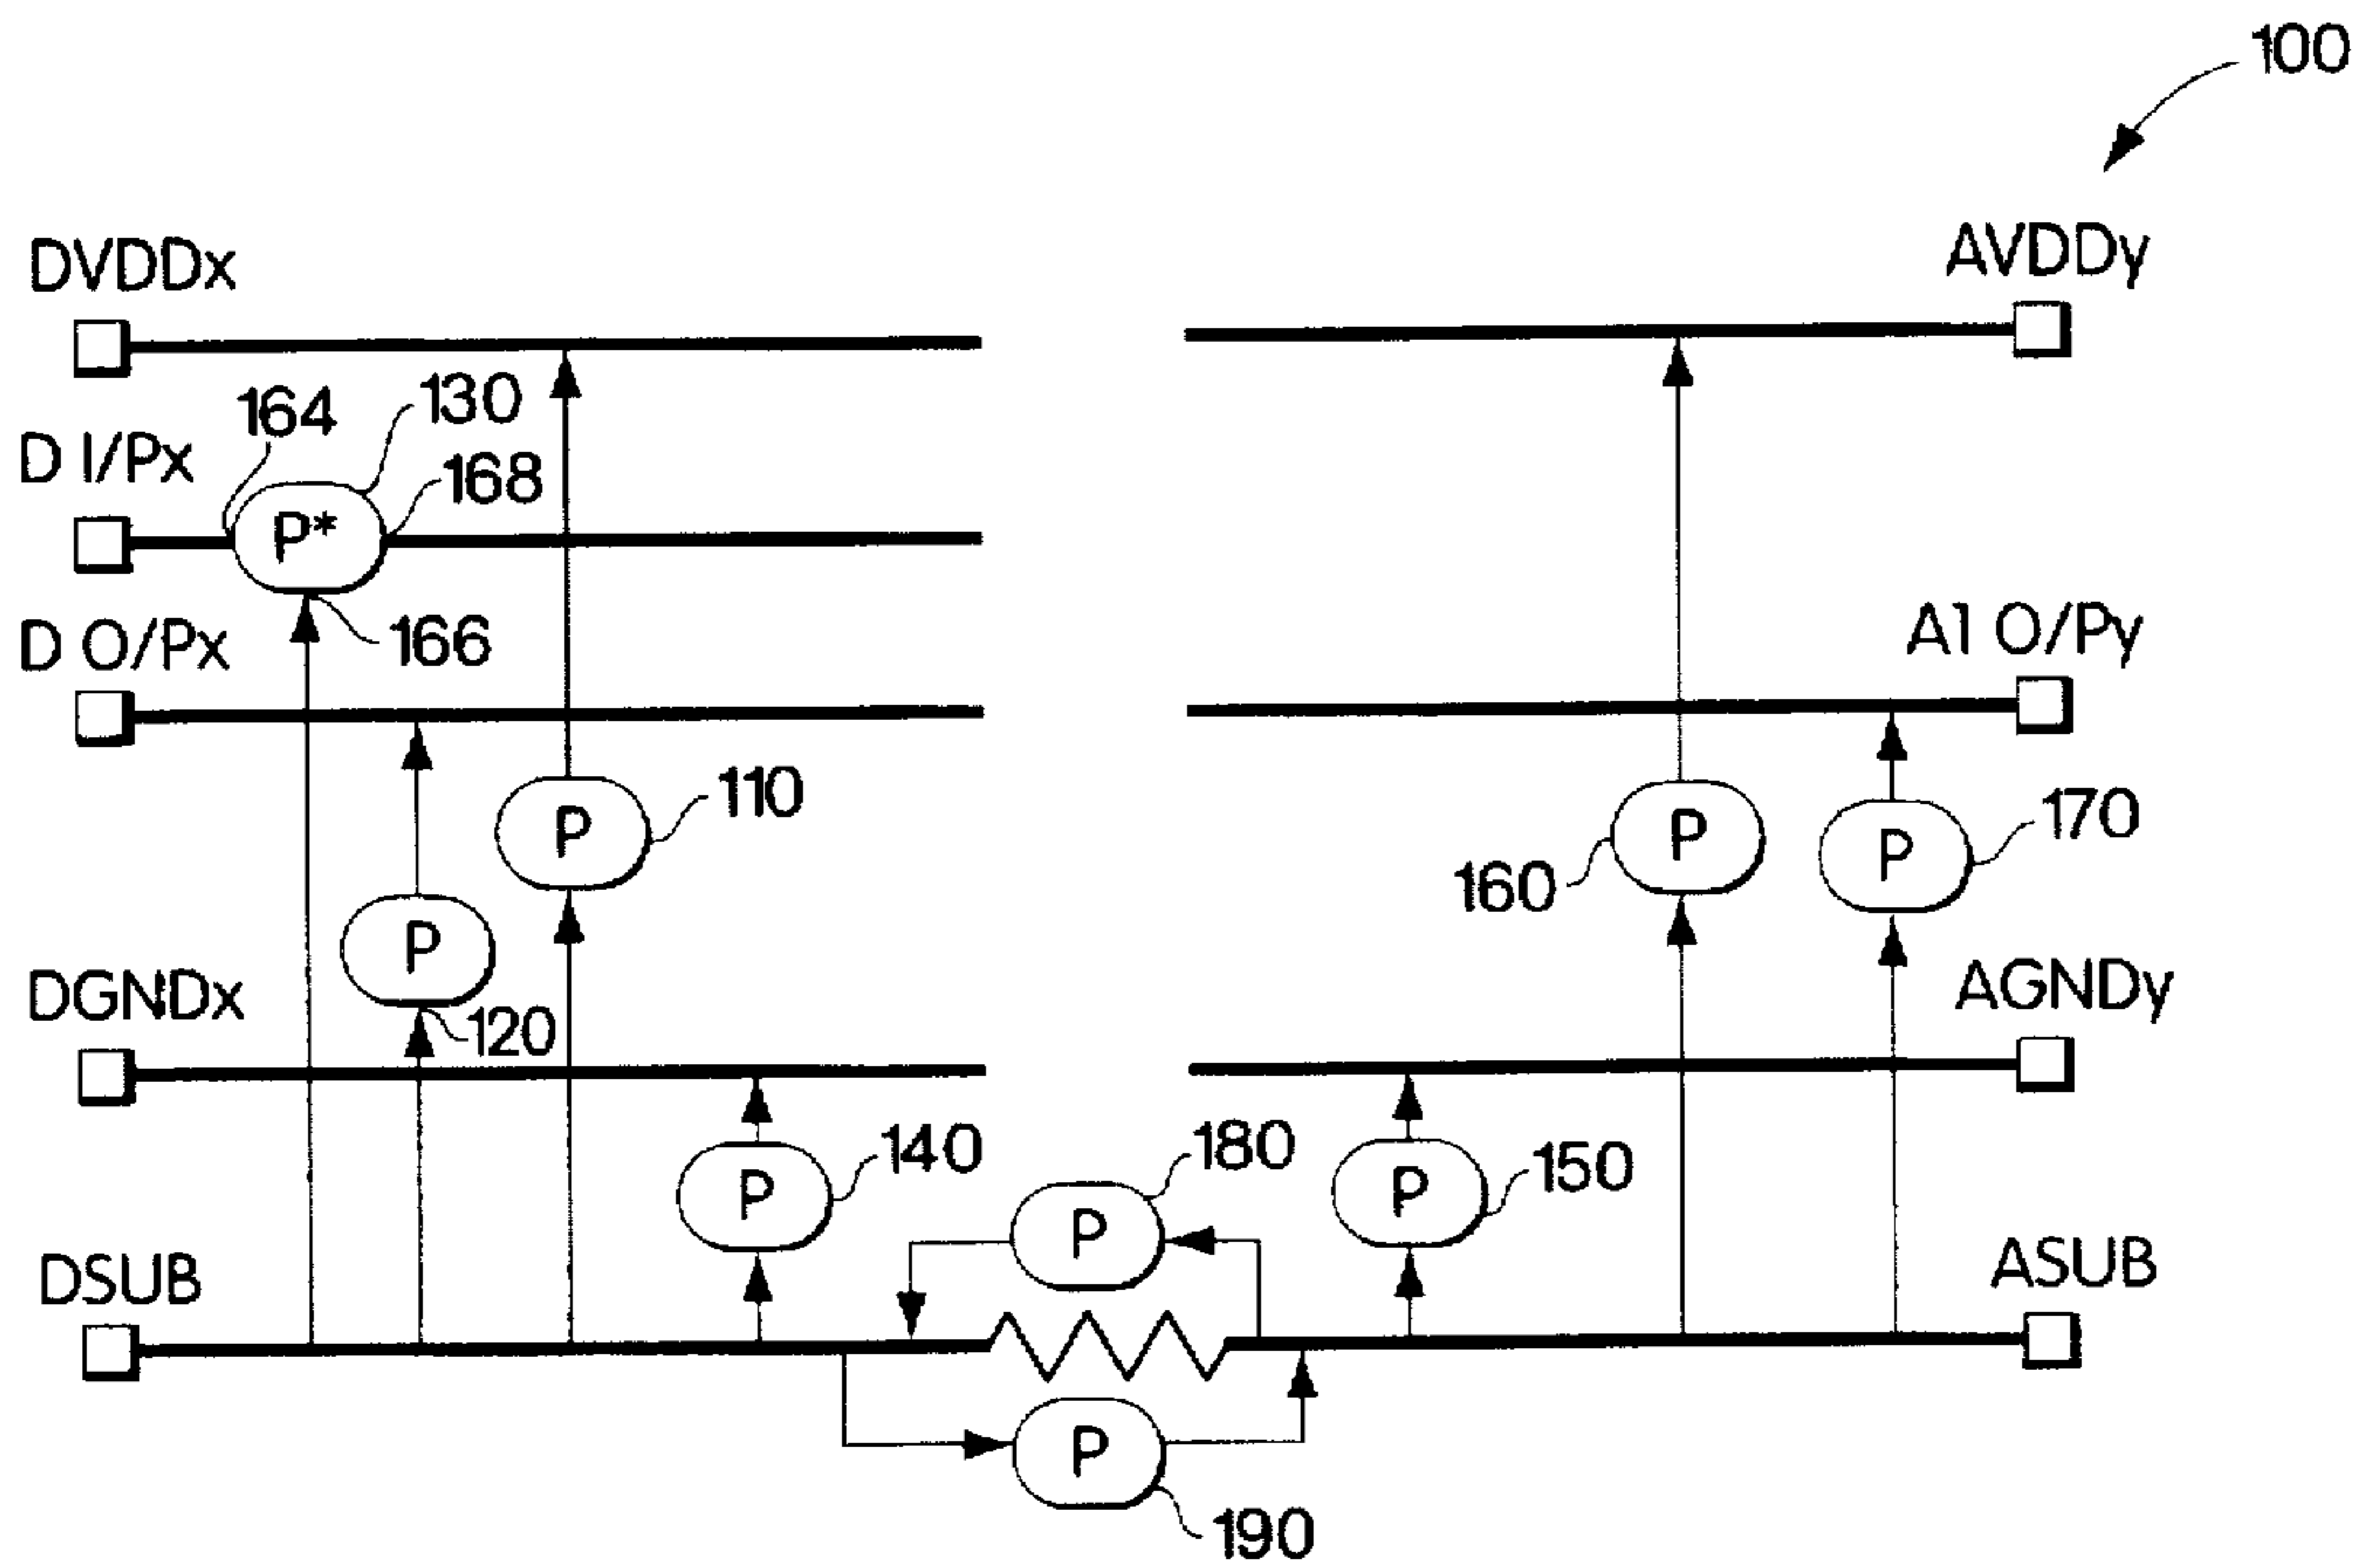 100
DVDDx
AVDDy
164
130
D I/Px
168
P*
D O/Px
166
A1 O/Py
110
P
P
170
160
P
P
DGNDx
120
AGNDy
140
180
150
P
P
P
DSUB
ASUB
P
190